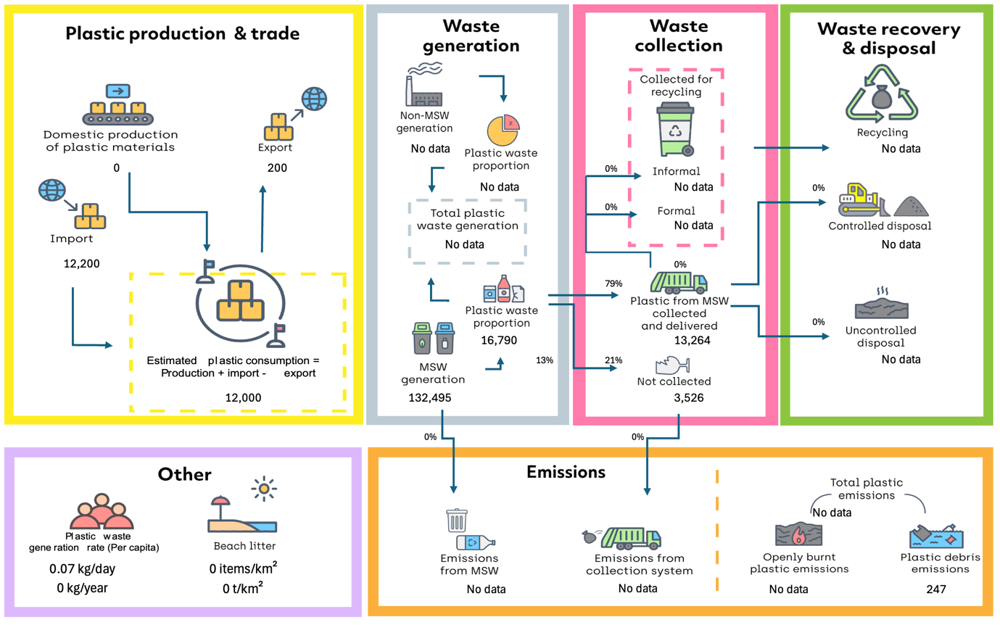 Plastic production & trade
Domestic production
of plastic materials
0
Export
200
Import
12,200
Estimated plastic consumption =
Production + import - export
12,000
Waste
generation
Non-MSW
generation
No data
%
Plastic waste
proportion
No data
Total plastic
waste generation
No data
Plastic waste
proportion
16,790
MSW
generation
132,495
13%
0%
Waste
collection
Collected for
recycling
0%
Informal
No data
0%
Formal
No data
0%
79%
Plastic from MSW
collected
and delivered
13,264
21%
Not collected
3,526
0%
Waste recovery
& disposal
Recycling
No data
0%
Controlled disposal
No data
0%
Uncontrolled
disposal
No data
Other
Plastic waste
gene ration rate (Per capita)
0.07 kg/day
0 kg/year
Beach litter
0 items/km²
0 t/km²
Emissions
Emissions
from MSW
No data
Emissions from
collection system
No data
Total plastic
emissions
No data
Openly burnt
plastic emissions
No data
Plastic debris
emissions
247